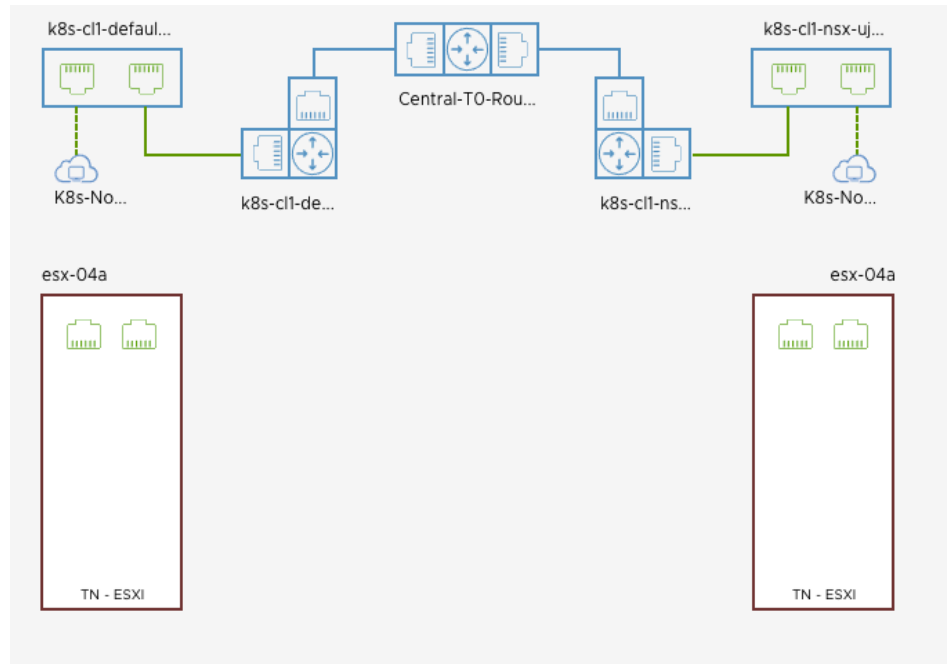 k8s-cl1-defaul...
k8s-cl1-nsx-uj...
Central-T0-Rou...
K8s-No...
k8s-cl1-de...
k8s-cl1-ns...
K8s-No...
esx-04a
esx-04a
TN - ESXI
TN - ESXI